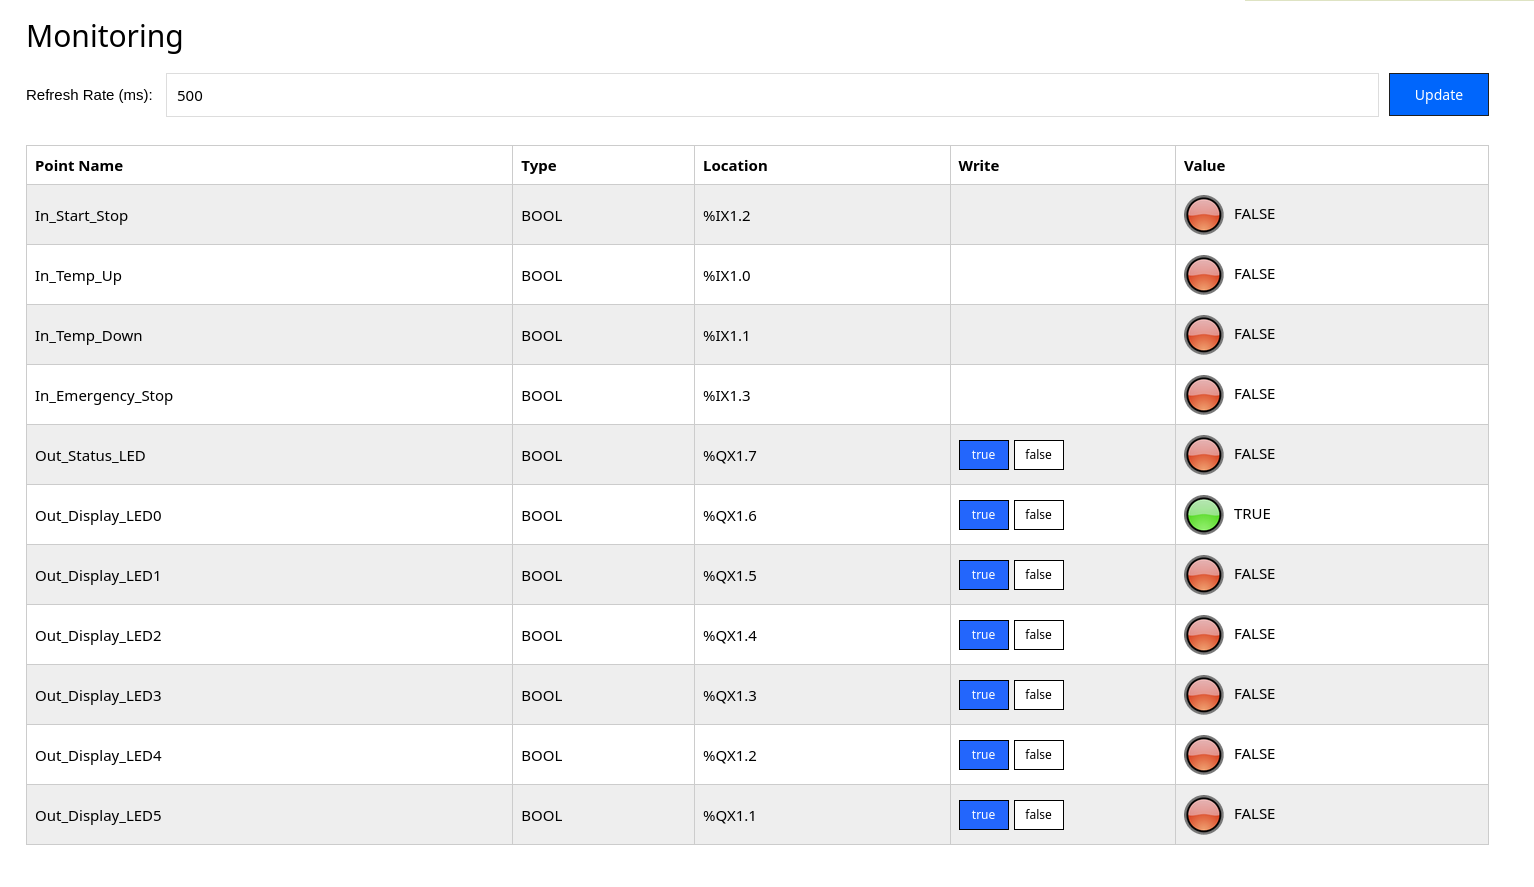 Monitoring
Refresh Rate (ms): 500 Update
Point Name Type Location Write Value
In_Start_Stop BOOL %IX1.2 FALSE
In_Temp_Up BOOL %IX1.0 FALSE
In_Temp_Down BOOL %IX1.1 FALSE
In_Emergency_Stop BOOL %IX1.3 FALSE
Out_Status_LED BOOL %QX1.7 true false FALSE
Out_Display_LED0 BOOL %QX1.6 true false TRUE
Out_Display_LED1 BOOL %QX1.5 true false FALSE
Out_Display_LED2 BOOL %QX1.4 true false FALSE
Out_Display_LED3 BOOL %QX1.3 true false FALSE
Out_Display_LED4 BOOL %QX1.2 true false FALSE
Out_Display_LED5 BOOL %QX1.1 true false FALSE